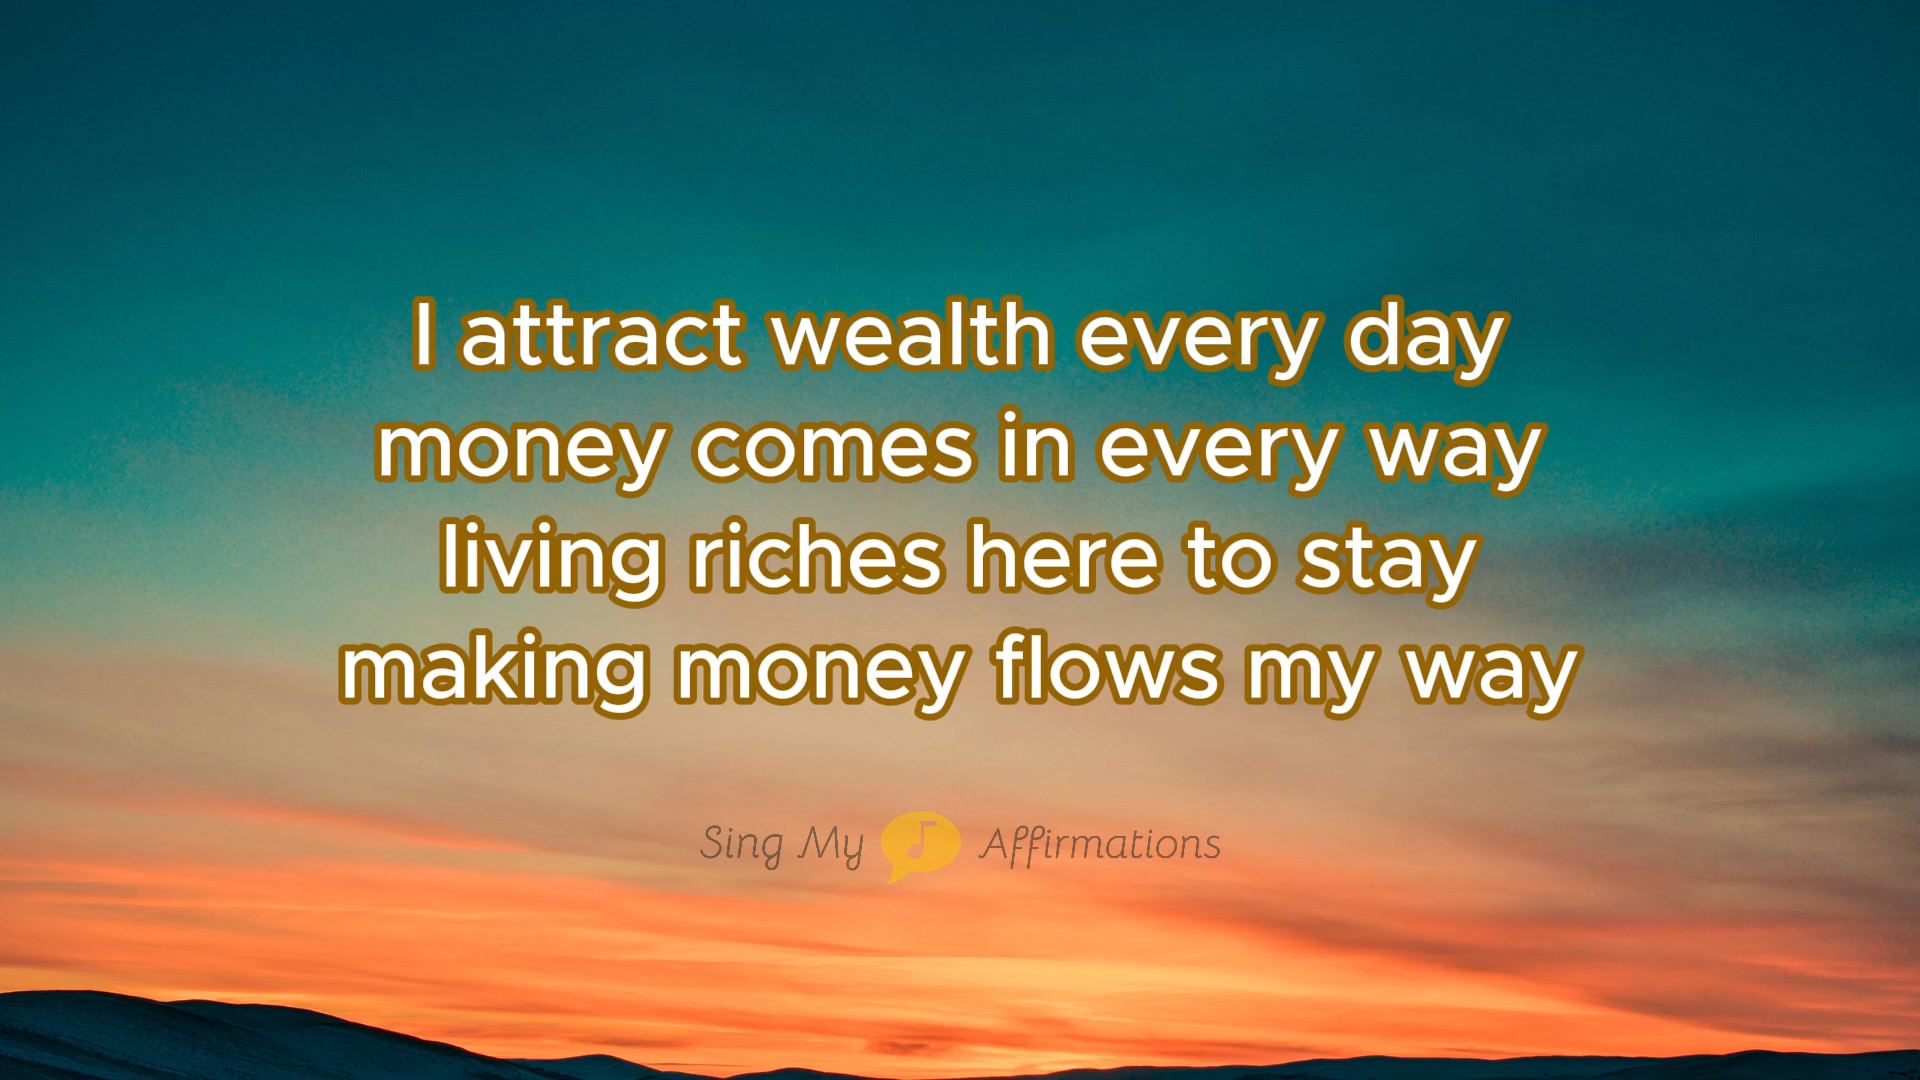 I attract wealth every day
money comes in every way
living riches here to stay
making money flows my way
Sing My Affirmations